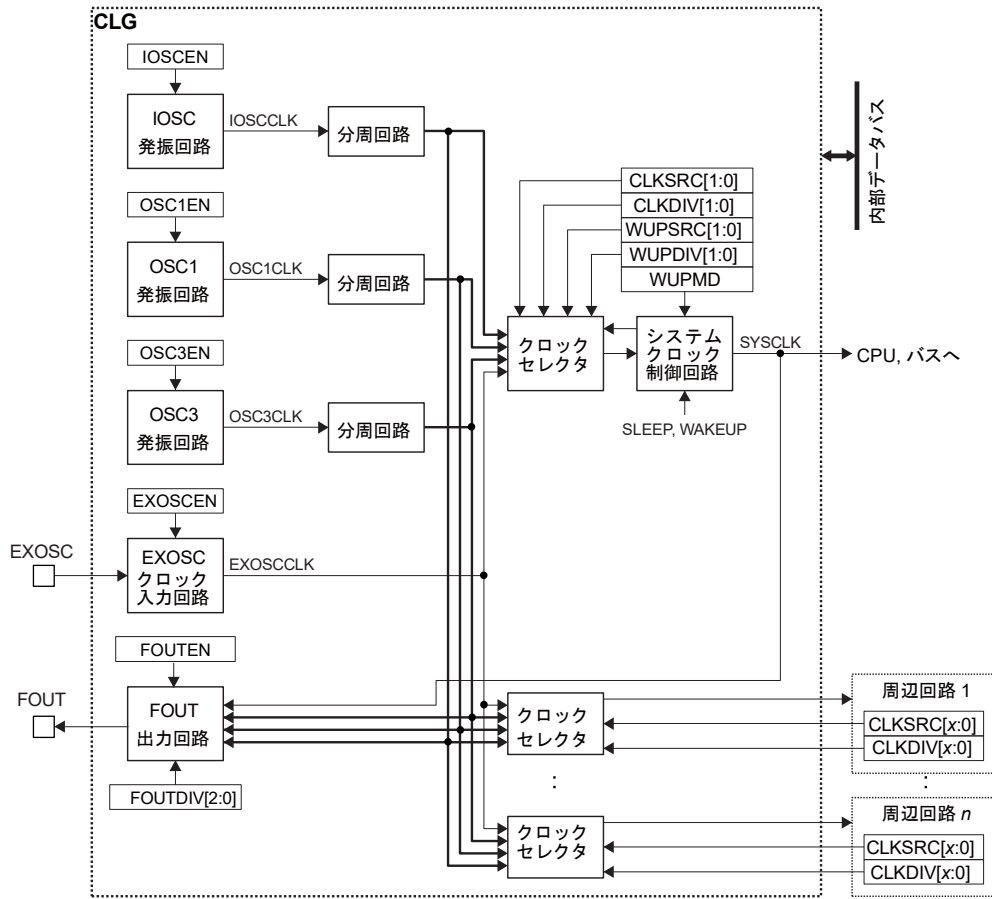 CLG
IOSCEN
IOSC
発振回路
IOSCCLK
分周回路
OSC1EN
OSC1
発振回路
OSC1CLK
分周回路
OSC3EN
OSC3
発振回路
OSC3CLK
分周回路
EXOSCEN
EXOSC
EXOSC
クロック
入力回路
EXOSCCLK
CLKSRC[1:0]
CLKDIV[1:0]
WUPSRC[1:0]
WUPDIV[1:0]
WUPMD
クロック
セレクタ
システム
クロック
制御回路
SYSCLK
CPU, バスへ
SLEEP, WAKEUP
内部データバス
FOUTEN
FOUT
FOUT
出力回路
FOUTDIV[2:0]
クロック
セレクタ
:
クロック
セレクタ
周辺回路 1
CLKSRC[x:0]
CLKDIV[x:0]
:
周辺回路 n
CLKSRC[x:0]
CLKDIV[x:0]